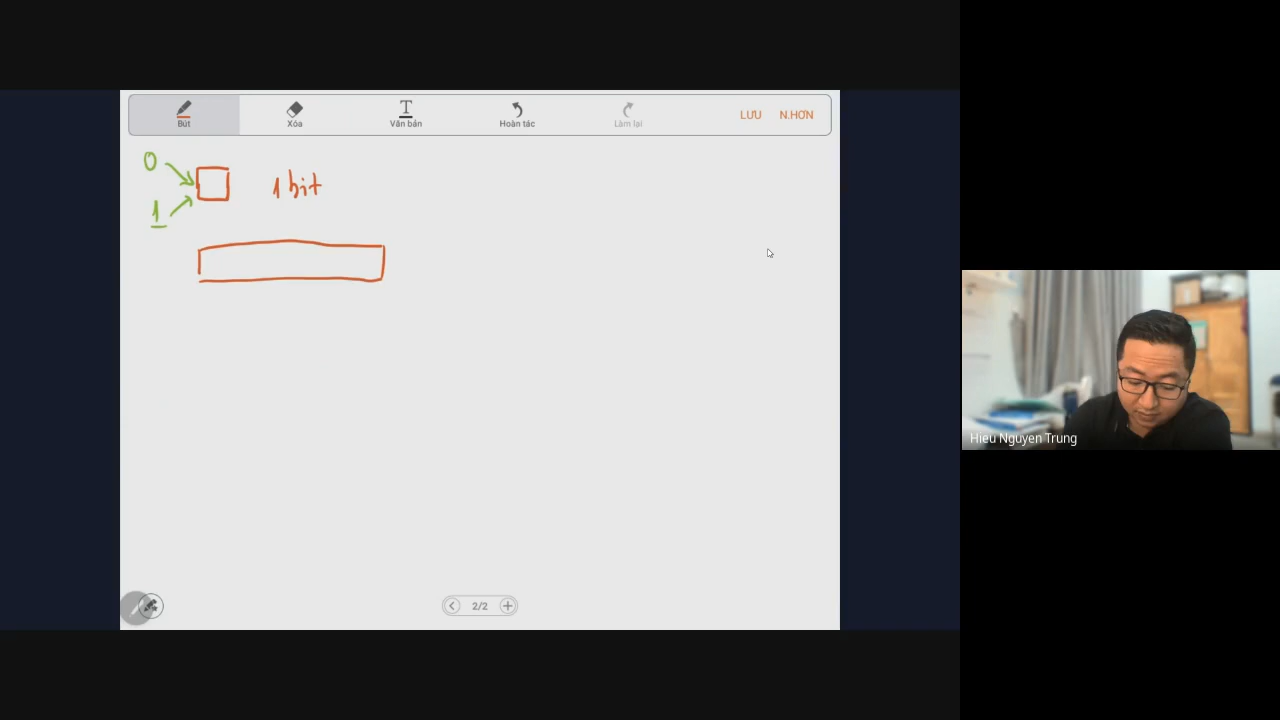 Bút Xóa Văn bản Hoàn tác Làm lại LƯU N.HƠN
0
1 bit
1
Hieu Nguyen Trung
2/2